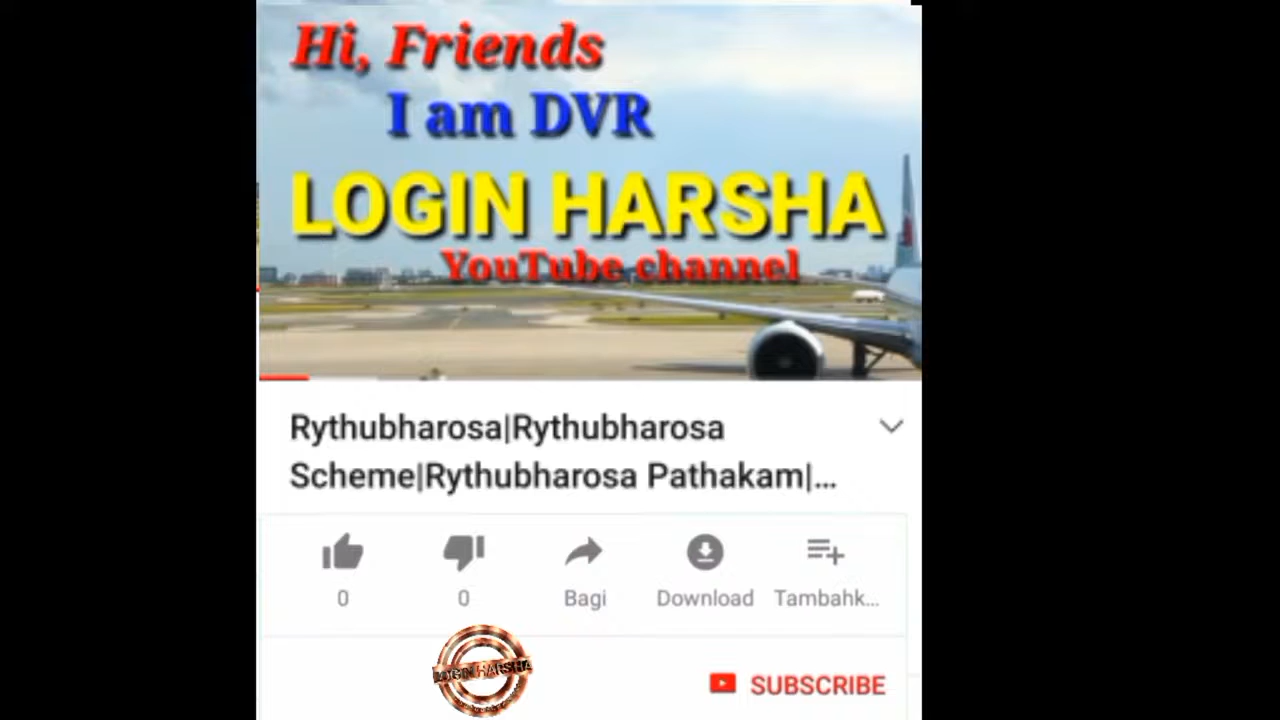 Hi, Friends
I am DVR
LOGIN HARSHA
YouTube channel
Rythubharosa|Rythubharosa
Scheme|Rythubharosa Pathakam|...
0
0
Bagi
Download
Tambahk...
LOGIN HARSHA
SUBSCRIBE